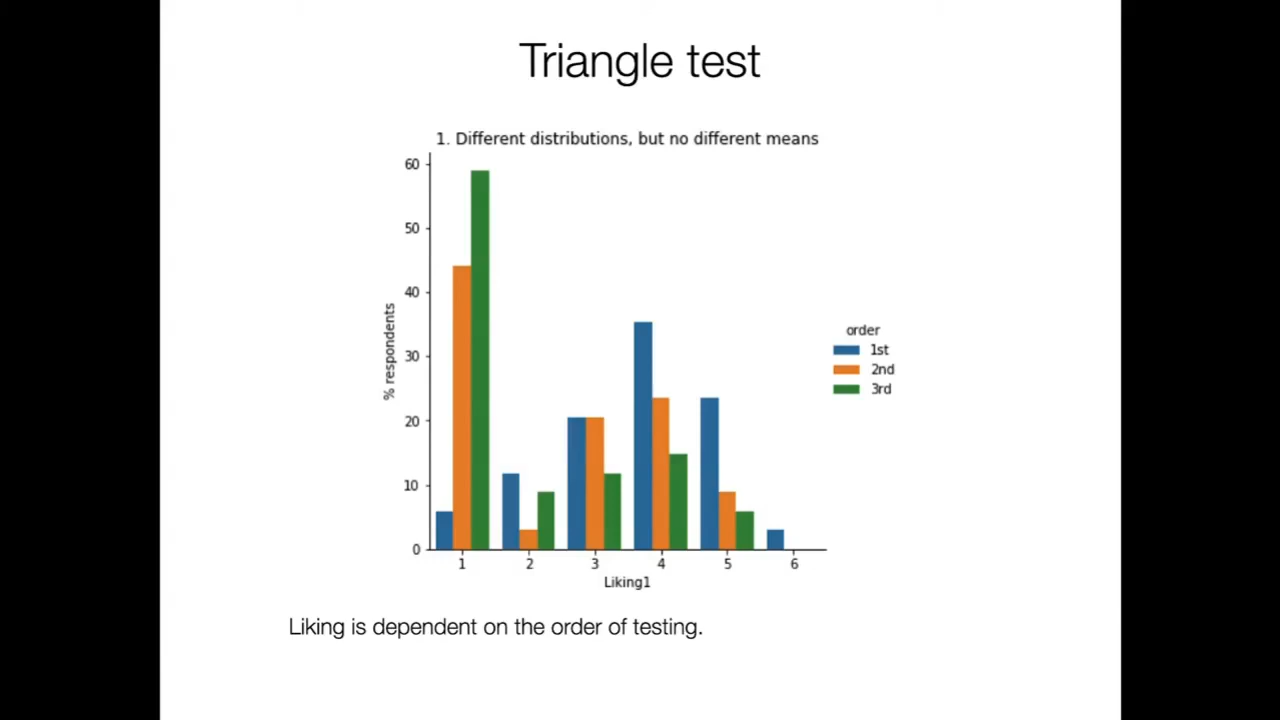 Triangle test
1. Different distributions, but no different means
60
50
40
30
20
10
0
% respondents
1 2 3 4 5 6
Liking1
order
1st
2nd
3rd
Liking is dependent on the order of testing.